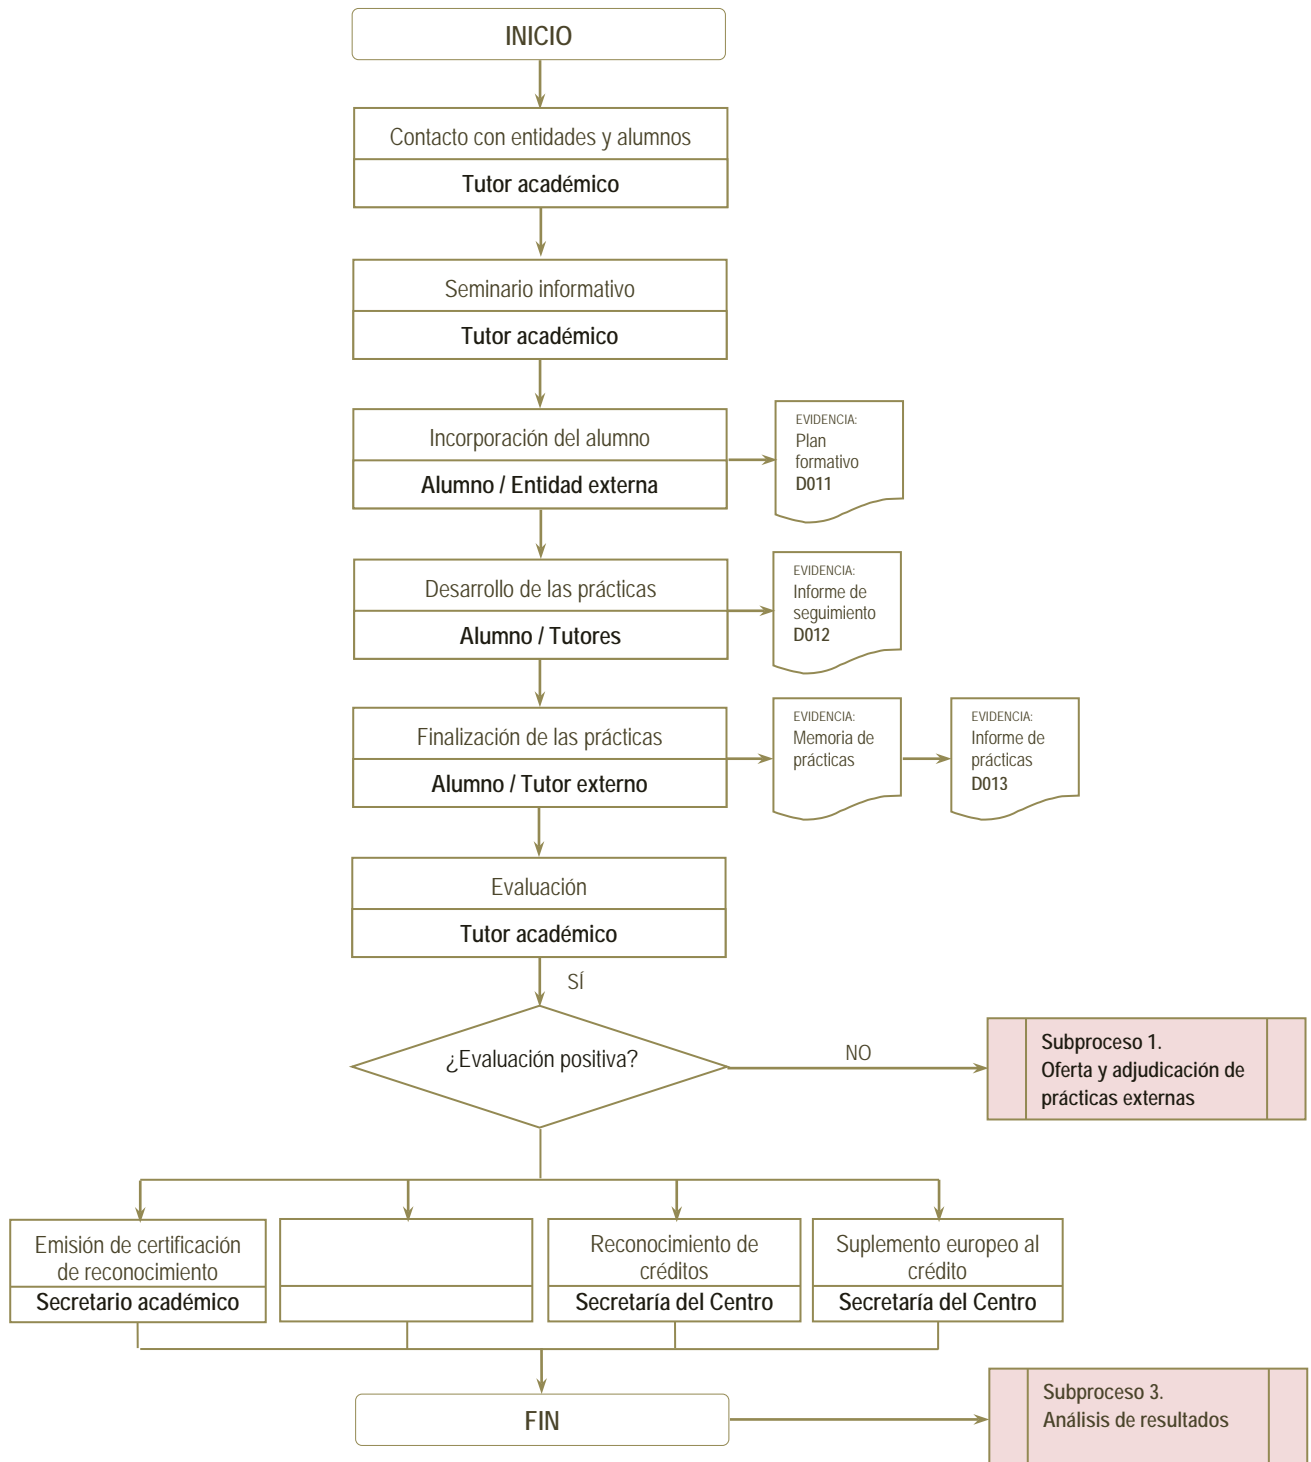 INICIO
Contacto con entidades y alumnos
Tutor académico
Seminario informativo
Tutor académico
Incorporación del alumno
Alumno / Entidad externa
EVIDENCIA:
Plan
formativo
D011
Desarrollo de las prácticas
Alumno / Tutores
EVIDENCIA:
Informe de
seguimiento
D012
Finalización de las prácticas
Alumno / Tutor externo
EVIDENCIA:
Memoria de
prácticas
EVIDENCIA:
Informe de
prácticas
D013
Evaluación
Tutor académico
SÍ
¿Evaluación positiva?
NO
Subproceso 1.
Oferta y adjudicación de
prácticas externas
Emisión de certificación
de reconocimiento
Secretario académico
Reconocimiento de
créditos
Secretaría del Centro
Suplemento europeo al
crédito
Secretaría del Centro
FIN
Subproceso 3.
Análisis de resultados